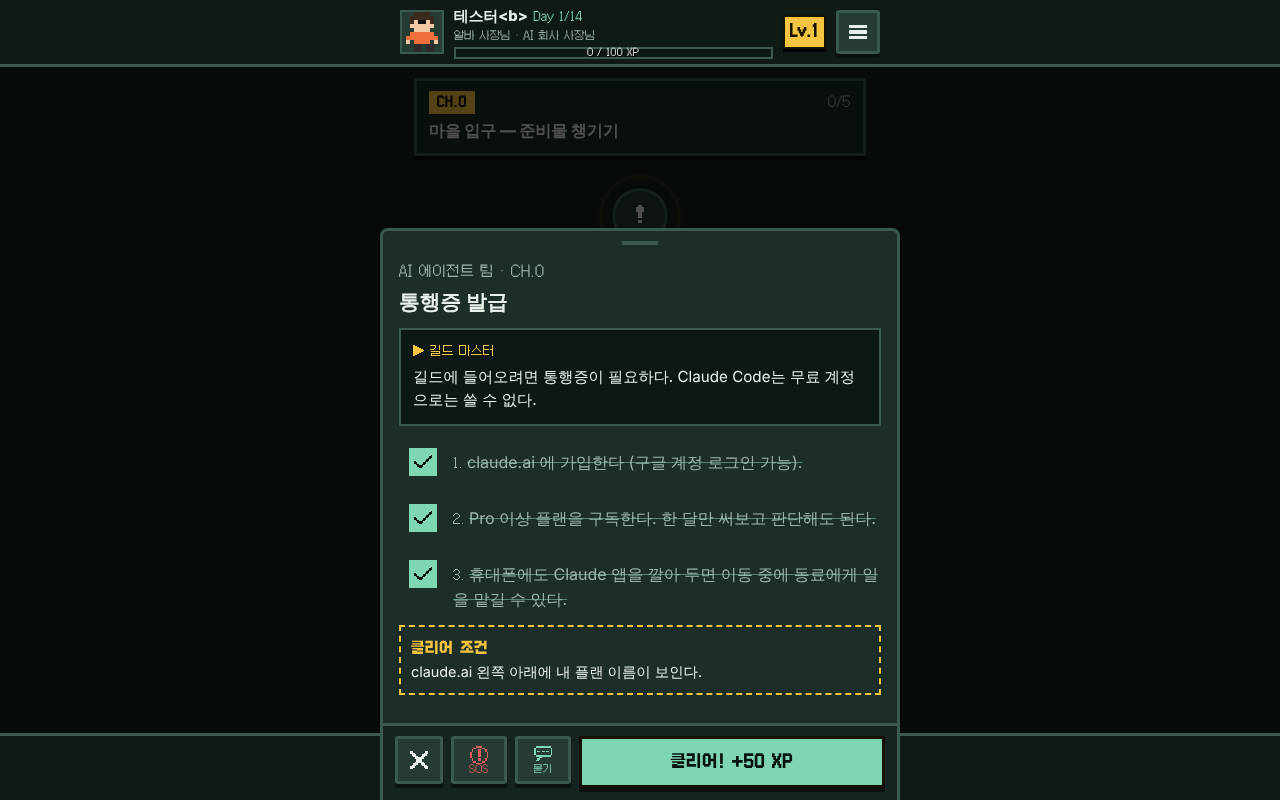 테스터<b> Day 1/14
알바 사장님 · AI 회사 사장님
0 / 100 XP
Lv.1
CH.0
0/5
마을 입구 — 준비물 챙기기
AI 에이전트 팀 · CH.0
통행증 발급
▶ 길드 마스터
길드에 들어오려면 통행증이 필요하다. Claude Code는 무료 계정
으로는 쓸 수 없다.
1. claude.ai 에 가입한다 (구글 계정 로그인 가능).
2. Pro 이상 플랜을 구독한다. 한 달만 써보고 판단해도 된다.
3. 휴대폰에도 Claude 앱을 깔아 두면 이동 중에 동료에게 일
을 맡길 수 있다.
클리어 조건
claude.ai 왼쪽 아래에 내 플랜 이름이 보인다.
SOS
묻기
클리어! +50 XP